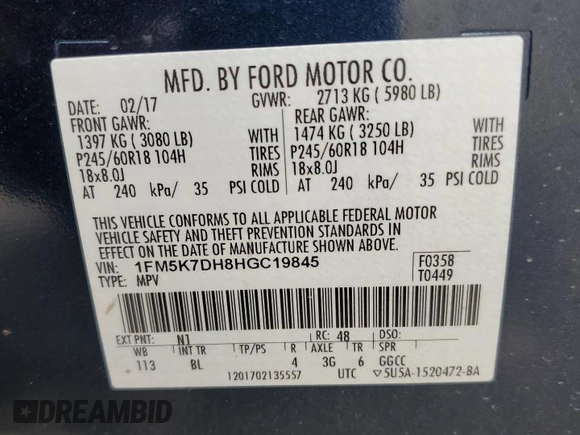 MFD. BY FORD MOTOR CO.
DATE: 02/17 GVWR: 2713 KG ( 5980 LB)
FRONT GAWR: REAR GAWR:
1397 KG ( 3080 LB) WITH 1474 KG ( 3250 LB) WITH
P245/60R18 104H TIRES P245/60R18 104H TIRES
18x8.0J RIMS 18x8.0J RIMS
AT 240 kPa/ 35 PSI COLD AT 240 kPa/ 35 PSI COLD
THIS VEHICLE CONFORMS TO ALL APPLICABLE FEDERAL MOTOR
VEHICLE SAFETY AND THEFT PREVENTION STANDARDS IN
EFFECT ON THE DATE OF MANUFACTURE SHOWN ABOVE.
VIN: 1FM5K7DH8HGC19845 F0358
TYPE: MPV T0449
EXT PNT: N1 RC: 48 DSO:
WB INT TR TP/PS R AXLE TR SPR
113 BL 4 3G 6 GGCC
1201702135557 UTC ▽5U5A-1520472-BA
DREAMBID